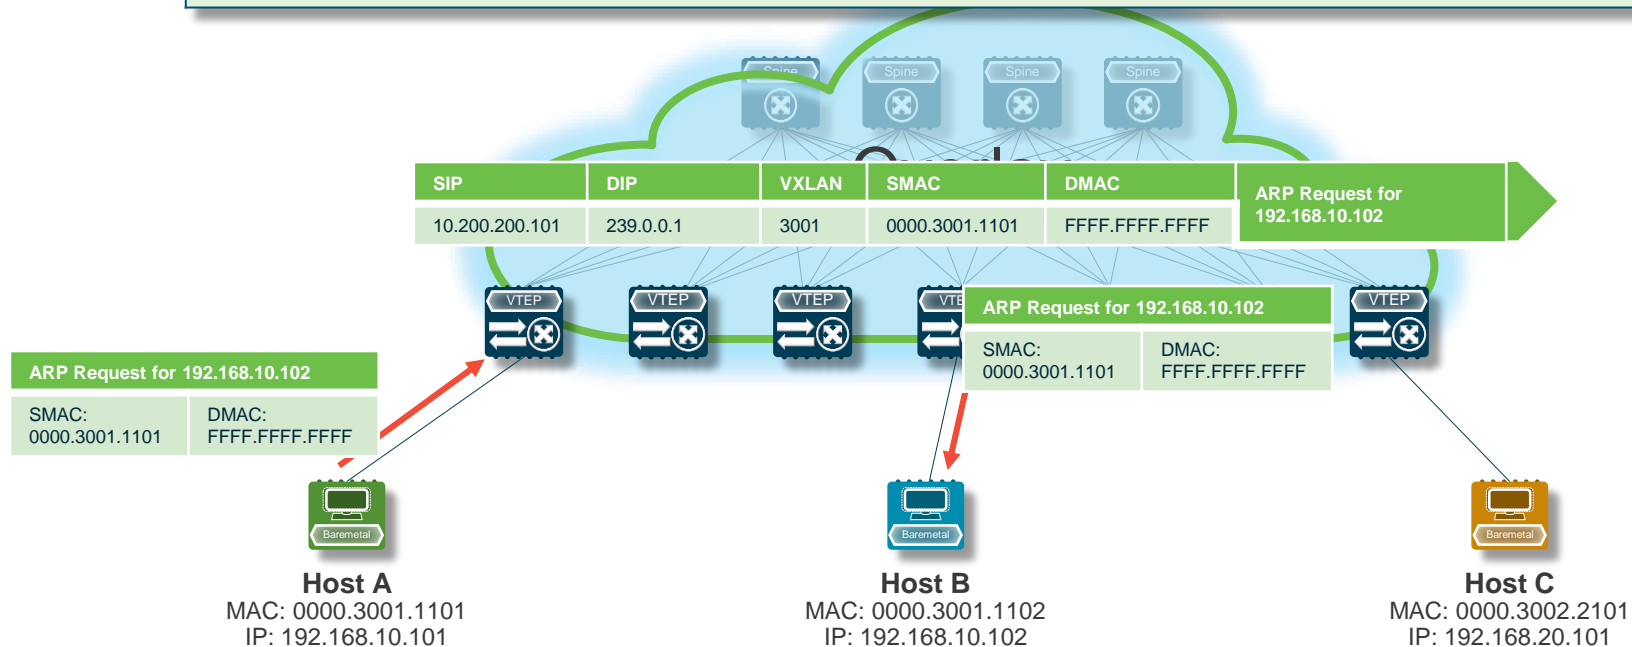 Spine Spine Spine Spine
SIP DIP VXLAN SMAC DMAC ARP Request for
192.168.10.102
10.200.200.101 239.0.0.1 3001 0000.3001.1101 FFFF.FFFF.FFFF
VTEP VTEP VTEP VTEP
ARP Request for 192.168.10.102
SMAC: DMAC:
0000.3001.1101 FFFF.FFFF.FFFF
ARP Request for 192.168.10.102
SMAC: DMAC:
0000.3001.1101 FFFF.FFFF.FFFF
Baremetal Baremetal Baremetal
Host A Host B Host C
MAC: 0000.3001.1101 MAC: 0000.3001.1102 MAC: 0000.3002.2101
IP: 192.168.10.101 IP: 192.168.10.102 IP: 192.168.20.101